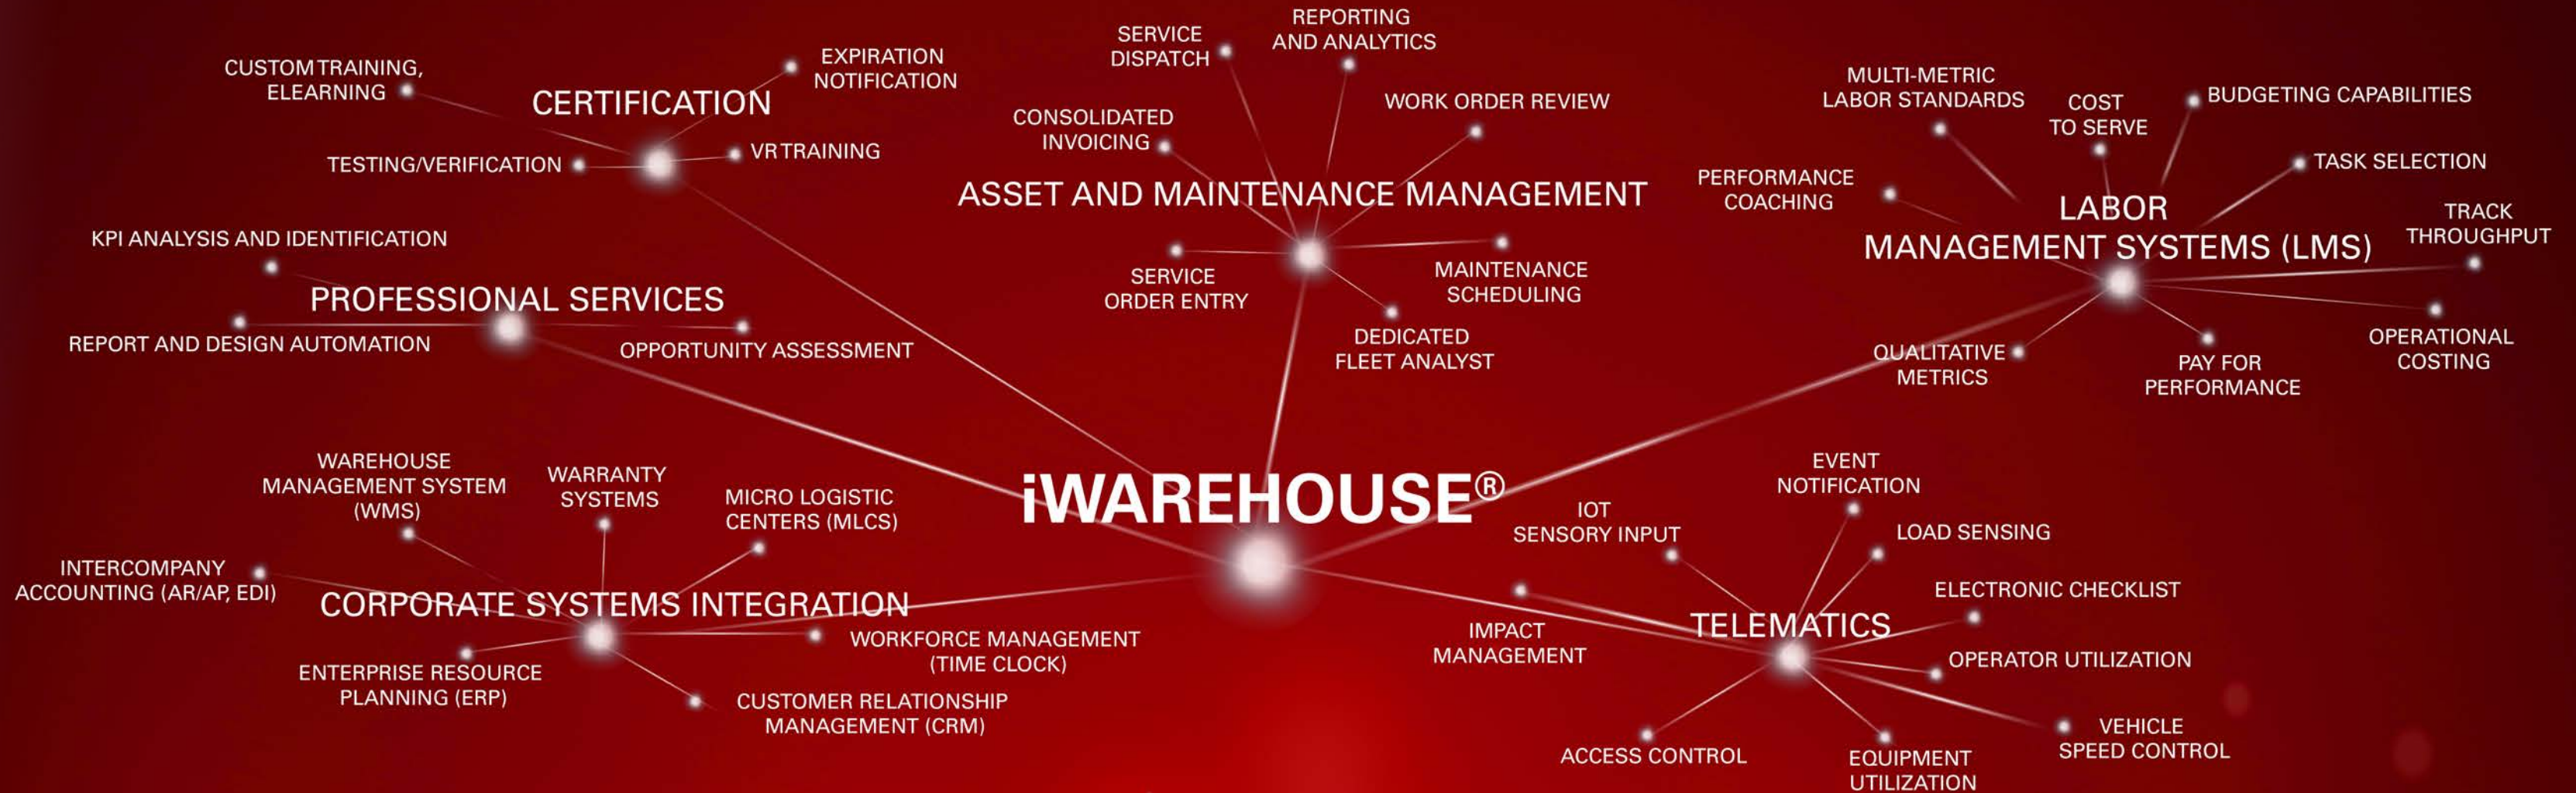 CUSTOM TRAINING,
ELEARNING
EXPIRATION
NOTIFICATION
CERTIFICATION
TESTING/VERIFICATION
VR TRAINING
KPI ANALYSIS AND IDENTIFICATION
PROFESSIONAL SERVICES
REPORT AND DESIGN AUTOMATION
OPPORTUNITY ASSESSMENT
SERVICE
DISPATCH
REPORTING
AND ANALYTICS
CONSOLIDATED
INVOICING
WORK ORDER REVIEW
ASSET AND MAINTENANCE MANAGEMENT
SERVICE
ORDER ENTRY
MAINTENANCE
SCHEDULING
DEDICATED
FLEET ANALYST
MULTI-METRIC
LABOR STANDARDS
COST
TO SERVE
BUDGETING CAPABILITIES
TASK SELECTION
PERFORMANCE
COACHING
LABOR
MANAGEMENT SYSTEMS (LMS)
TRACK
THROUGHPUT
QUALITATIVE
METRICS
PAY FOR
PERFORMANCE
OPERATIONAL
COSTING
iWAREHOUSE®
WAREHOUSE
MANAGEMENT SYSTEM
(WMS)
WARRANTY
SYSTEMS
MICRO LOGISTIC
CENTERS (MLCS)
INTERCOMPANY
ACCOUNTING (AR/AP, EDI)
CORPORATE SYSTEMS INTEGRATION
WORKFORCE MANAGEMENT
(TIME CLOCK)
ENTERPRISE RESOURCE
PLANNING (ERP)
CUSTOMER RELATIONSHIP
MANAGEMENT (CRM)
EVENT
NOTIFICATION
IOT
SENSORY INPUT
LOAD SENSING
ELECTRONIC CHECKLIST
TELEMATICS
IMPACT
MANAGEMENT
OPERATOR UTILIZATION
VEHICLE
SPEED CONTROL
ACCESS CONTROL
EQUIPMENT
UTILIZATION